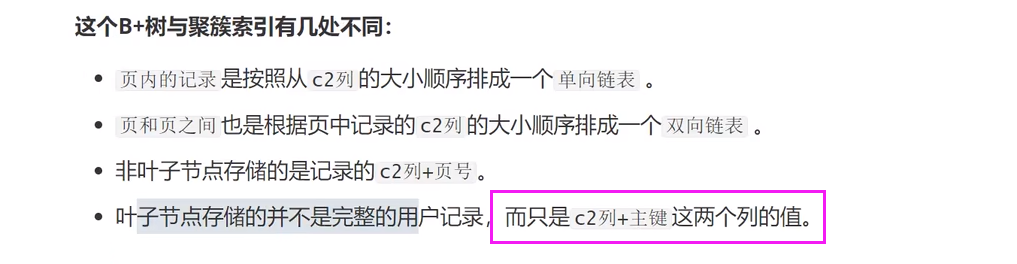 这个B+树与聚簇索引有几处不同：
• 页内的记录是按照从c2列的大小顺序排成一个单向链表。
• 页和页之间也是根据页中记录的c2列的大小顺序排成一个双向链表。
• 非叶子节点存储的是记录的c2列+页号。
• 叶子节点存储的并不是完整的用户记录，而只是c2列+主键这两个列的值。